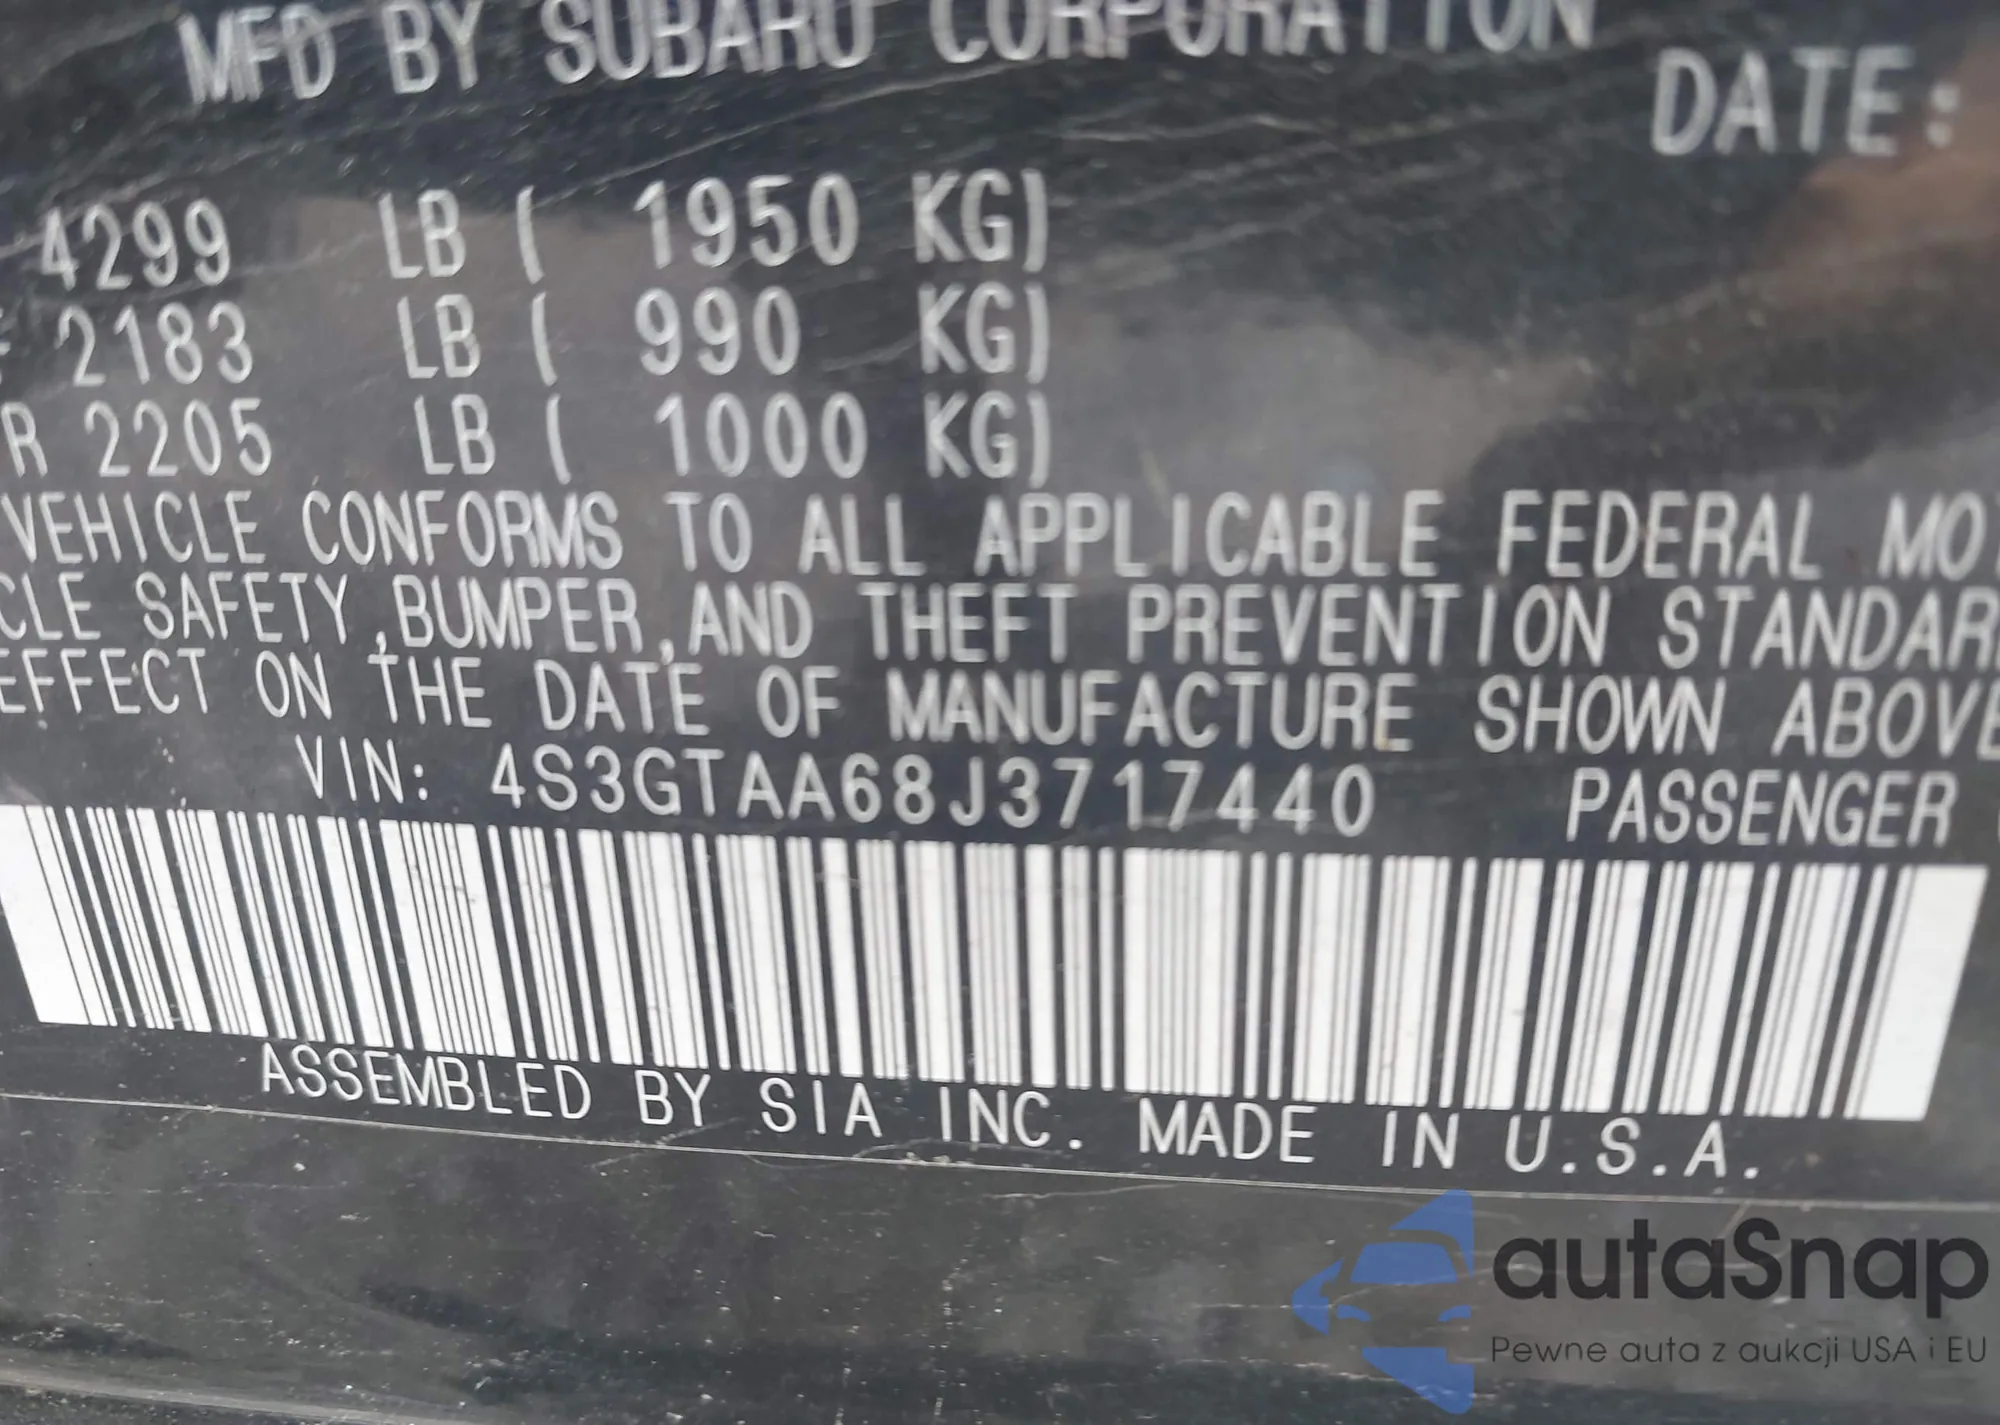 MFD BY SUBARU CORPORATION
DATE:
4299 LB ( 1950 KG)
2183 LB ( 990 KG)
R 2205 LB ( 1000 KG)
VEHICLE CONFORMS TO ALL APPLICABLE FEDERAL MO
CLE SAFETY,BUMPER,AND THEFT PREVENTION STANDAR
EFFECT ON THE DATE OF MANUFACTURE SHOWN ABOVE
VIN: 4S3GTAA68J3717440 PASSENGER
ASSEMBLED BY SIA INC. MADE IN U.S.A.
autaSnap
Pewne auta z aukcji USA i EU